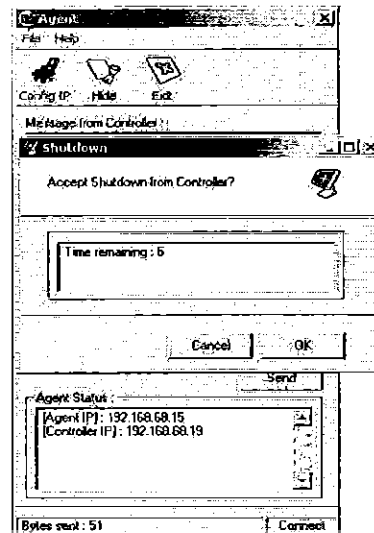 Agent
File Help
Config IP Hide Exit
Message from Controller :
Shutdown
Accept Shutdown from Controller?
Time remaining : 6
Cancel OK
Send
Agent Status :
[Agent IP] : 192.168.68.15
[Controller IP] : 192.168.68.19
Bytes sent : 51 Connect